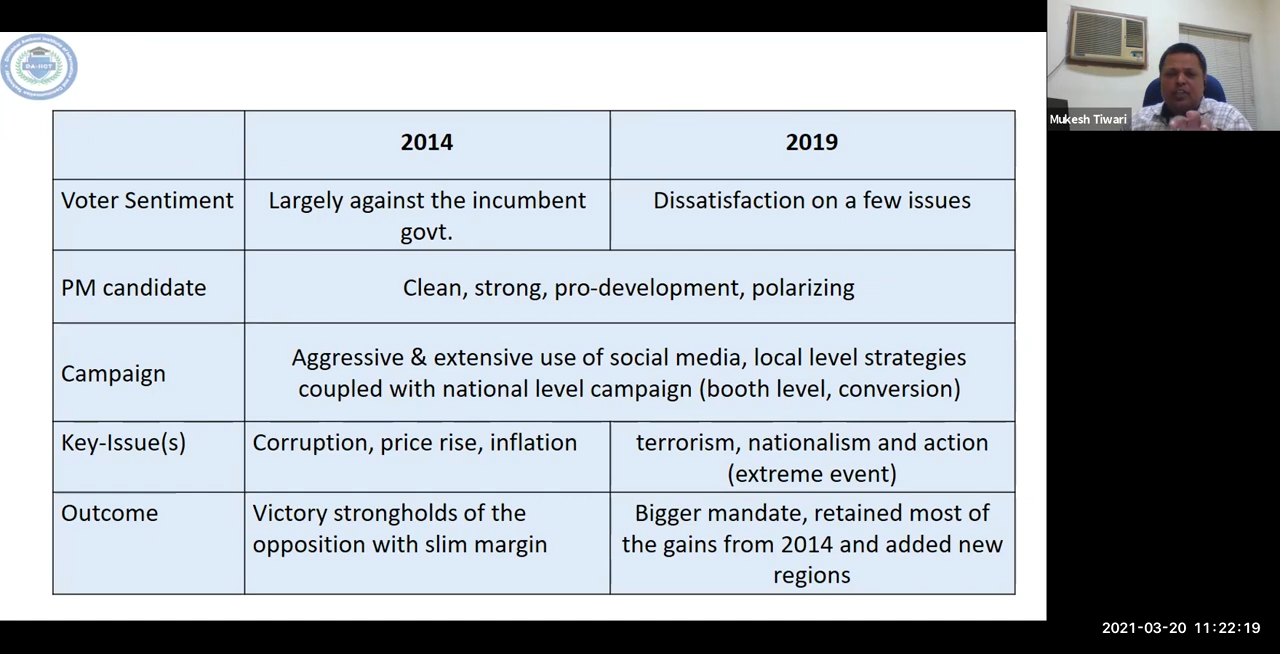 DA-IICT
Mukesh Tiwari
2014
2019
Voter Sentiment
Largely against the incumbent
govt.
Dissatisfaction on a few issues
PM candidate
Clean, strong, pro-development, polarizing
Campaign
Aggressive & extensive use of social media, local level strategies
coupled with national level campaign (booth level, conversion)
Key-Issue(s)
Corruption, price rise, inflation
terrorism, nationalism and action
(extreme event)
Outcome
Victory strongholds of the
opposition with slim margin
Bigger mandate, retained most of
the gains from 2014 and added new
regions
2021-03-20 11:22:19